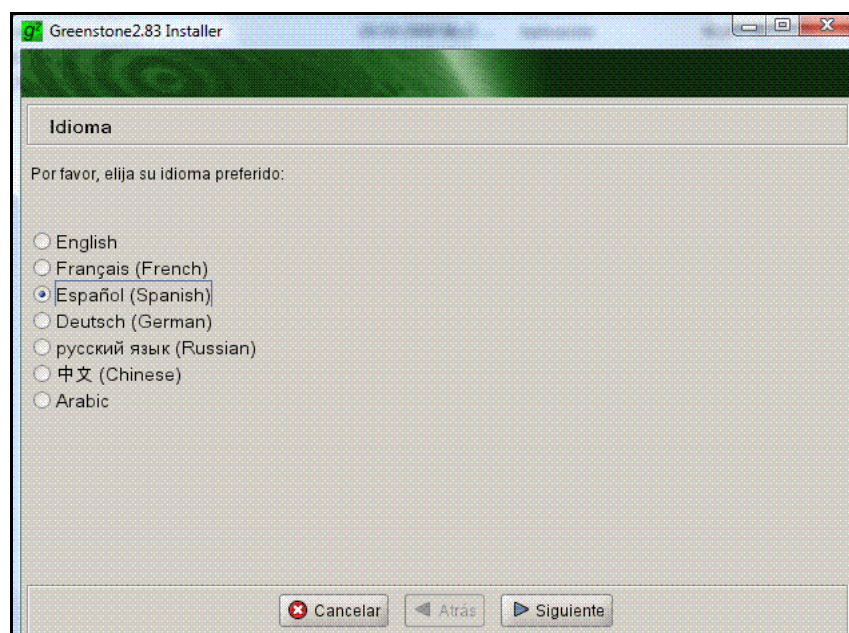 Greenstone2.83 Installer
Idioma
Por favor, elija su idioma preferido:
English
Français (French)
Español (Spanish)
Deutsch (German)
русский язык (Russian)
中文 (Chinese)
Arabic
Cancelar Atrás Siguiente